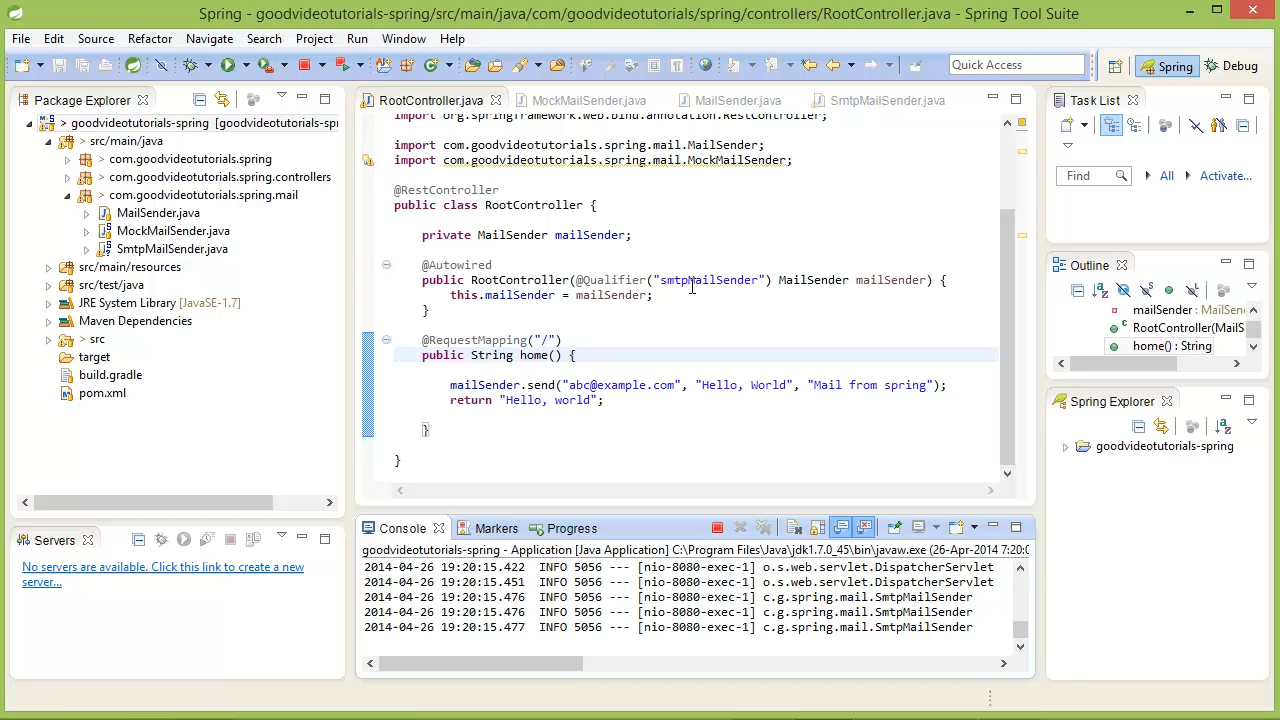 Spring - goodvideotutorials-spring/src/main/java/com/goodvideotutorials/spring/controllers/RootController.java - Spring Tool Suite
File Edit Source Refactor Navigate Search Project Run Window Help
Quick Access
Spring
Debug
Package Explorer
> goodvideotutorials-spring [goodvideotutorials-spr
> src/main/java
> com.goodvideotutorials.spring
> com.goodvideotutorials.spring.controllers
> com.goodvideotutorials.spring.mail
MailSender.java
MockMailSender.java
SmtpMailSender.java
src/main/resources
src/test/java
JRE System Library [JavaSE-1.7]
Maven Dependencies
> src
target
build.gradle
pom.xml
Servers
No servers are available. Click this link to create a new
server...
RootController.java MockMailSender.java MailSender.java SmtpMailSender.java
import org.springframework.web.bind.annotation.RestController;
import com.goodvideotutorials.spring.mail.MailSender;
import com.goodvideotutorials.spring.mail.MockMailSender;
@RestController
public class RootController {
private MailSender mailSender;
@Autowired
public RootController(@Qualifier("smtpMailSender") MailSender mailSender) {
this.mailSender = mailSender;
}
@RequestMapping("/")
public String home() {
mailSender.send("abc@example.com", "Hello, World", "Mail from spring");
return "Hello, world";
}
}
Console Markers Progress
goodvideotutorials-spring - Application [Java Application] C:\Program Files\Java\jdk1.7.0_45\bin\javaw.exe (26-Apr-2014 7:20:0
2014-04-26 19:20:15.422 INFO 5056 --- [nio-8080-exec-1] o.s.web.servlet.DispatcherServlet
2014-04-26 19:20:15.451 INFO 5056 --- [nio-8080-exec-1] o.s.web.servlet.DispatcherServlet
2014-04-26 19:20:15.476 INFO 5056 --- [nio-8080-exec-1] c.g.spring.mail.SmtpMailSender
2014-04-26 19:20:15.476 INFO 5056 --- [nio-8080-exec-1] c.g.spring.mail.SmtpMailSender
2014-04-26 19:20:15.477 INFO 5056 --- [nio-8080-exec-1] c.g.spring.mail.SmtpMailSender
Task List
Find All Activate...
Outline
mailSender : MailSen
RootController(MailS
home() : String
Spring Explorer
goodvideotutorials-spring